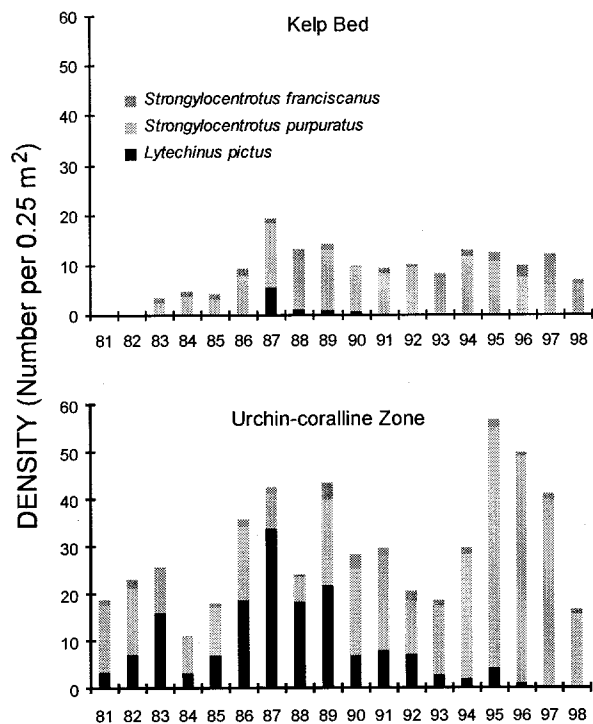 Kelp Bed
60
50
40
30
20
10
0
Strongylocentrotus franciscanus
Strongylocentrotus purpuratus
Lytechinus pictus
81 82 83 84 85 86 87 88 89 90 91 92 93 94 95 96 97 98
DENSITY (Number per 0.25 m²)
Urchin-coralline Zone
60
50
40
30
20
10
0
81 82 83 84 85 86 87 88 89 90 91 92 93 94 95 96 97 98